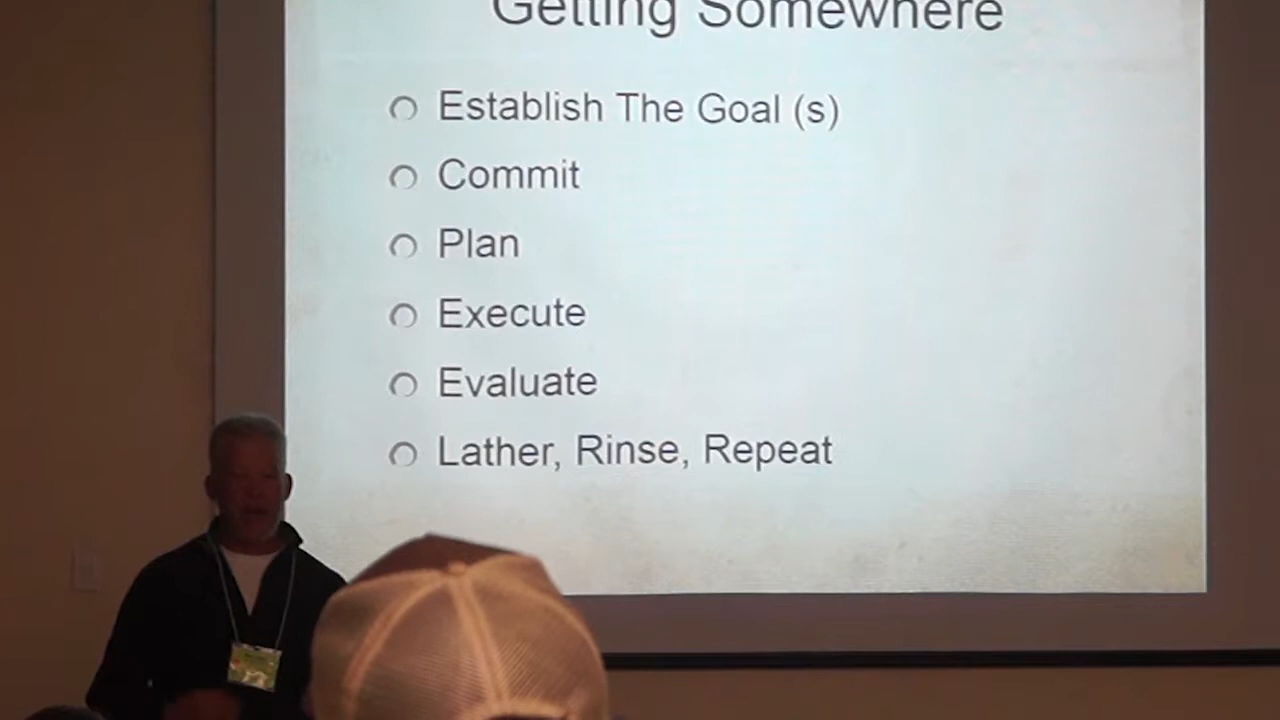 Getting Somewhere
Establish The Goal (s)
Commit
Plan
Execute
Evaluate
Lather, Rinse, Repeat